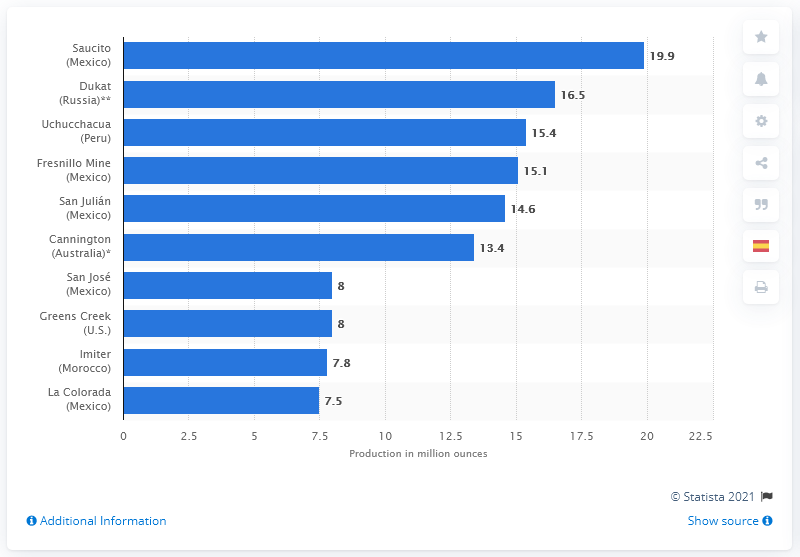 Saucito
(Mexico)
19.9
Dukat
(Russia)**
16.5
Uchucchacua
(Peru)
15.4
Fresnillo Mine
(Mexico)
15.1
San Julián
(Mexico)
14.6
Cannington
(Australia)*
13.4
San José
(Mexico)
8
Greens Creek
(U.S.)
8
Imiter
(Morocco)
7.8
La Colorada
(Mexico)
7.5
0 2.5 5 7.5 10 12.5 15 17.5 20 22.5
Production in million ounces
© Statista 2021
Additional Information
Show source